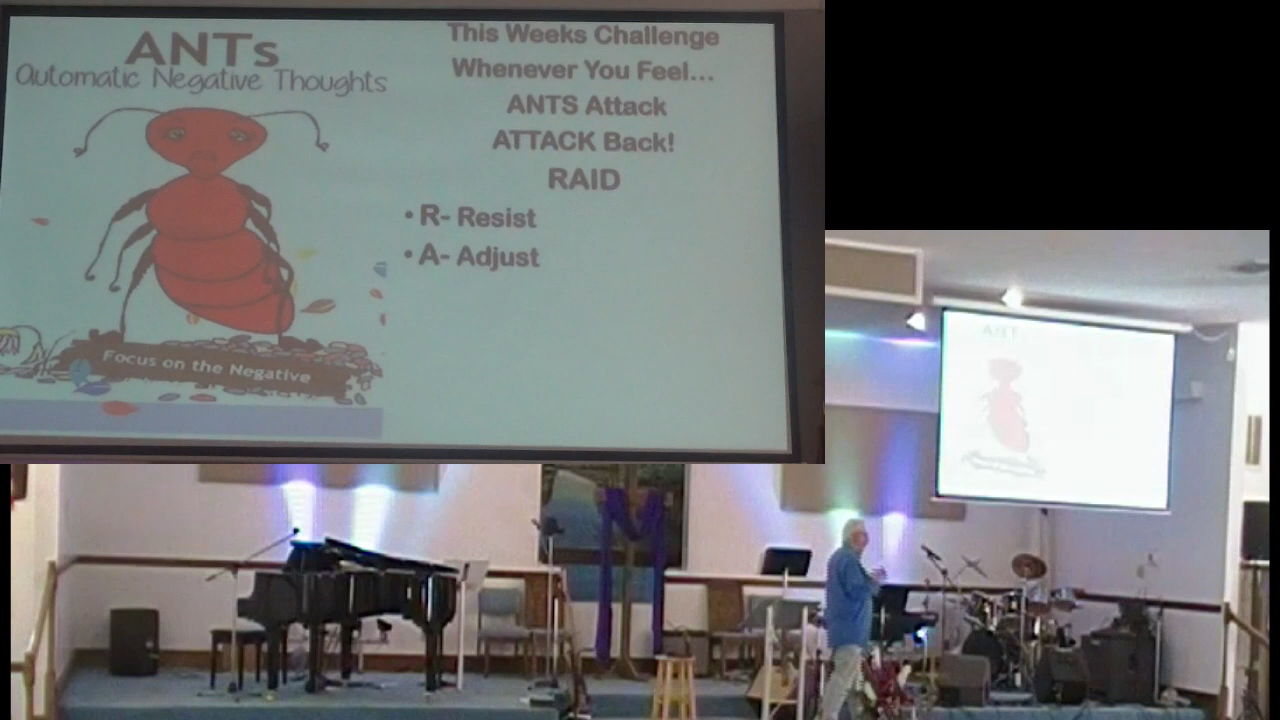 ANTs
Automatic Negative Thoughts
Focus on the Negative
This Weeks Challenge
Whenever You Feel...
ANTS Attack
ATTACK Back!
RAID
• R- Resist
• A- Adjust
ANTs